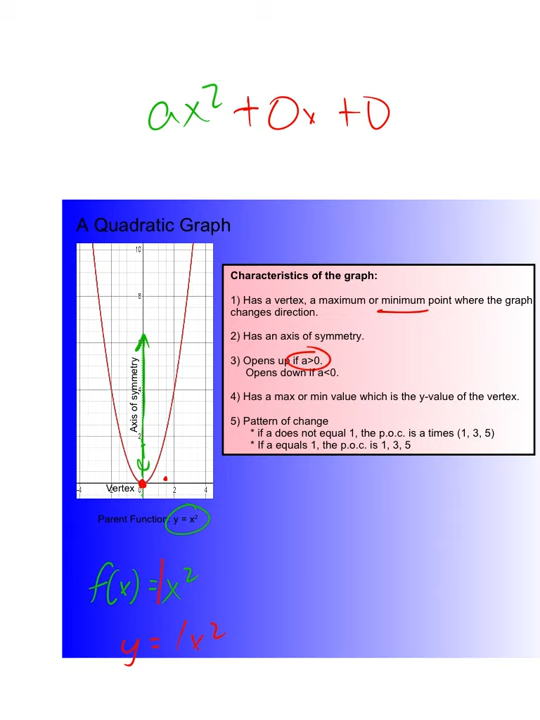 ax² + 0x + 0
A Quadratic Graph
10
8
6
4
2
-4
0
2
4
Axis of symmetry
Vertex
Parent Function: y = x²
Characteristics of the graph:
1) Has a vertex, a maximum or minimum point where the graph
changes direction.
2) Has an axis of symmetry.
3) Opens up if a>0.
Opens down if a<0.
4) Has a max or min value which is the y-value of the vertex.
5) Pattern of change
* if a does not equal 1, the p.o.c. is a times (1, 3, 5)
* If a equals 1, the p.o.c. is 1, 3, 5
f(x) = 1x²
y = 1x²